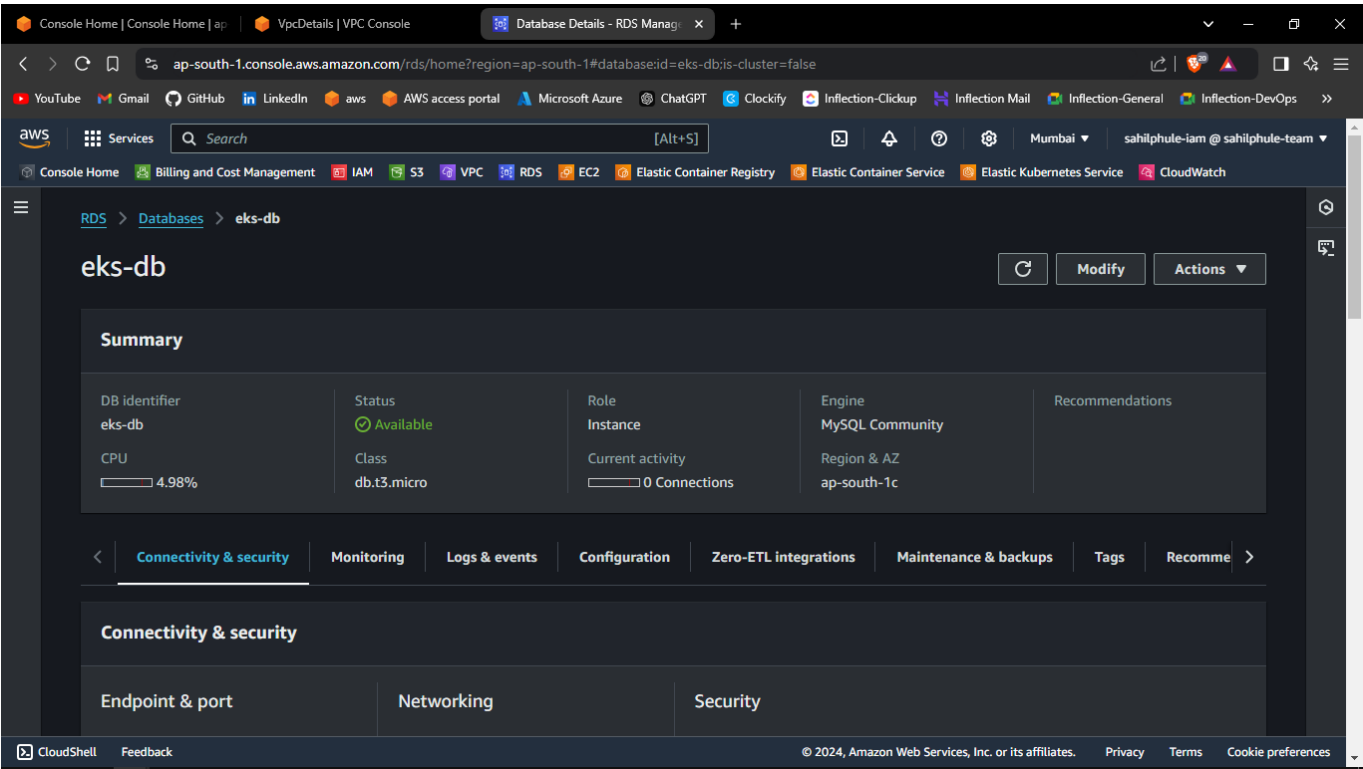 Console Home | Console Home | ap
VpcDetails | VPC Console
Database Details - RDS Manage
ap-south-1.console.aws.amazon.com/rds/home?region=ap-south-1#database:id=eks-db;is-cluster=false
YouTube Gmail GitHub LinkedIn aws AWS access portal Microsoft Azure ChatGPT Clockify Inflection-Clickup Inflection Mail Inflection-General Inflection-DevOps
aws Services Search [Alt+S] Mumbai sahilphule-iam @ sahilphule-team
Console Home Billing and Cost Management IAM S3 VPC RDS EC2 Elastic Container Registry Elastic Container Service Elastic Kubernetes Service CloudWatch
RDS > Databases > eks-db
eks-db
Modify Actions
Summary
DB identifier Status Role Engine Recommendations
eks-db Available Instance MySQL Community
CPU Class Current activity Region & AZ
4.98% db.t3.micro 0 Connections ap-south-1c
Connectivity & security Monitoring Logs & events Configuration Zero-ETL integrations Maintenance & backups Tags Recomme
Connectivity & security
Endpoint & port Networking Security
CloudShell Feedback © 2024, Amazon Web Services, Inc. or its affiliates. Privacy Terms Cookie preferences